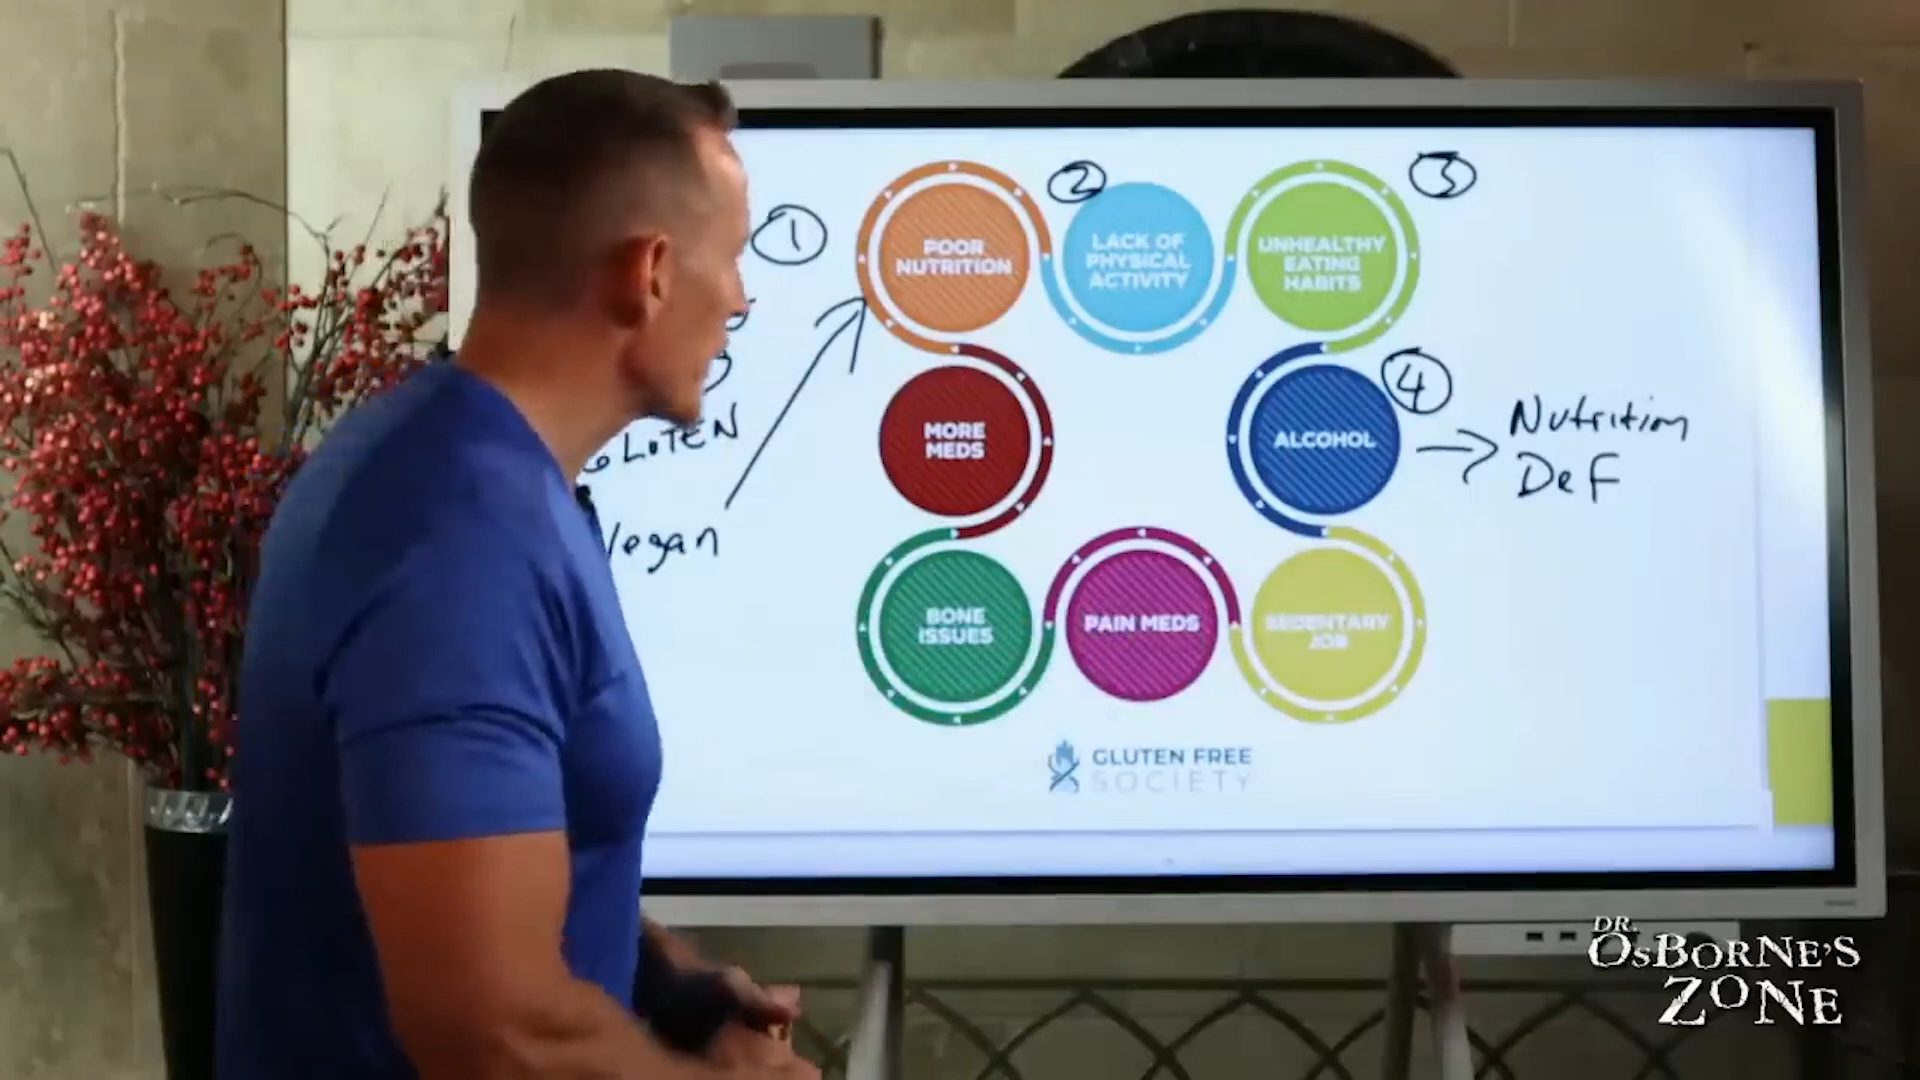 1
POOR
NUTRITION
2
LACK OF
PHYSICAL
ACTIVITY
UNHEALTHY
EATING
HABITS
3
GLUTEN
Vegan
MORE
MEDS
ALCOHOL
4
Nutrition
Def
BONE
ISSUES
PAIN MEDS
SEDENTARY
JOB
GLUTEN FREE
SOCIETY
DR.
OSBORNE'S
ZONE